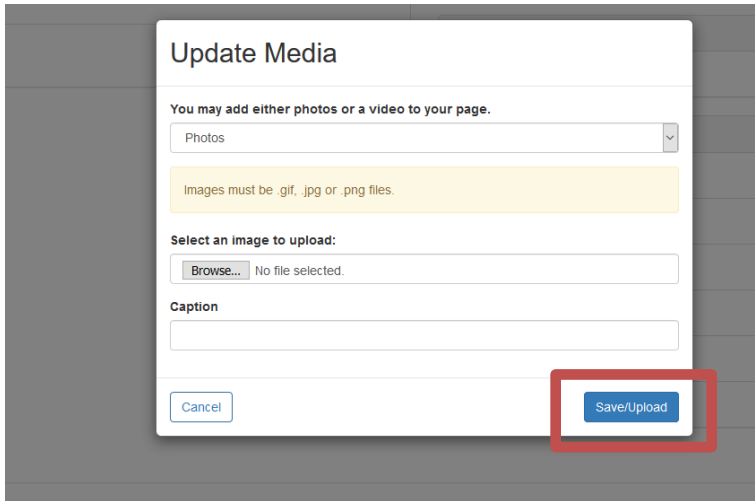 Update Media
You may add either photos or a video to your page.
Photos
Images must be .gif, .jpg or .png files.
Select an image to upload:
Browse... No file selected.
Caption
Cancel Save/Upload